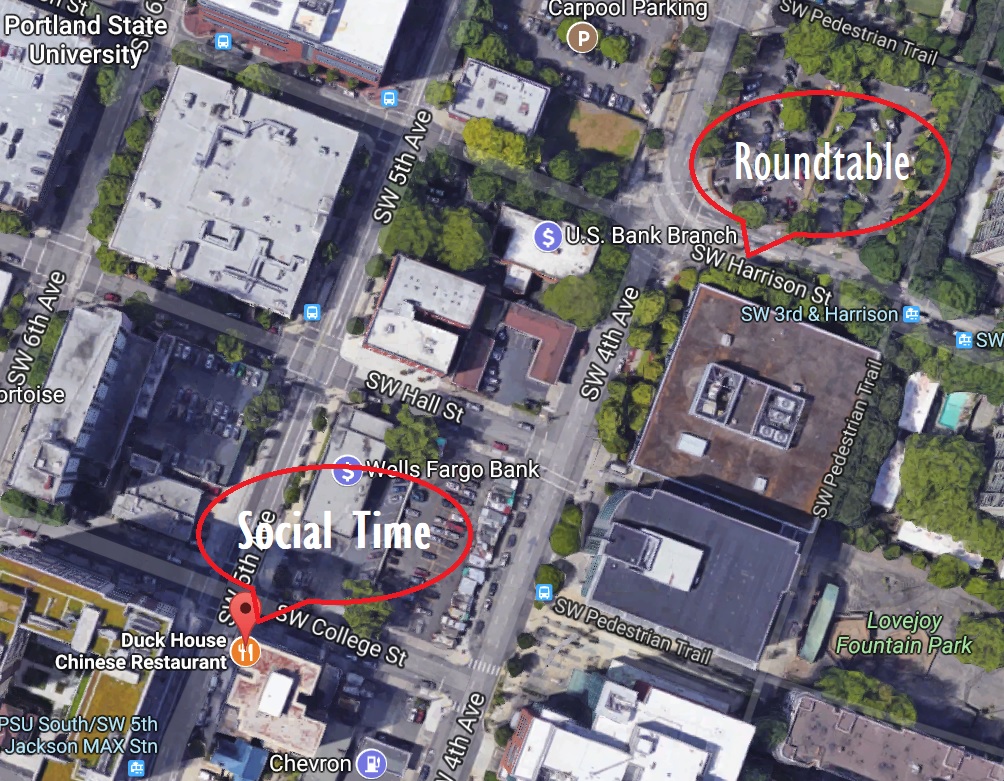 Carpool Parking
SW Pedestrian Trail
Portland State
University
SW 5th Ave
Roundtable
U.S. Bank Branch
SW Harrison St
SW 3rd & Harrison
SW
SW 6th Ave
SW 4th Ave
SW Hall St
ortoise
SW Pedestrian Trail
Wells Fargo Bank
Social Time
SW 5th
SW College St
SW Pedestrian Trail
Lovejoy
Fountain Park
Duck House
Chinese Restaurant
PSU South/SW 5th
Jackson MAX Stn
4th Ave
Chevron